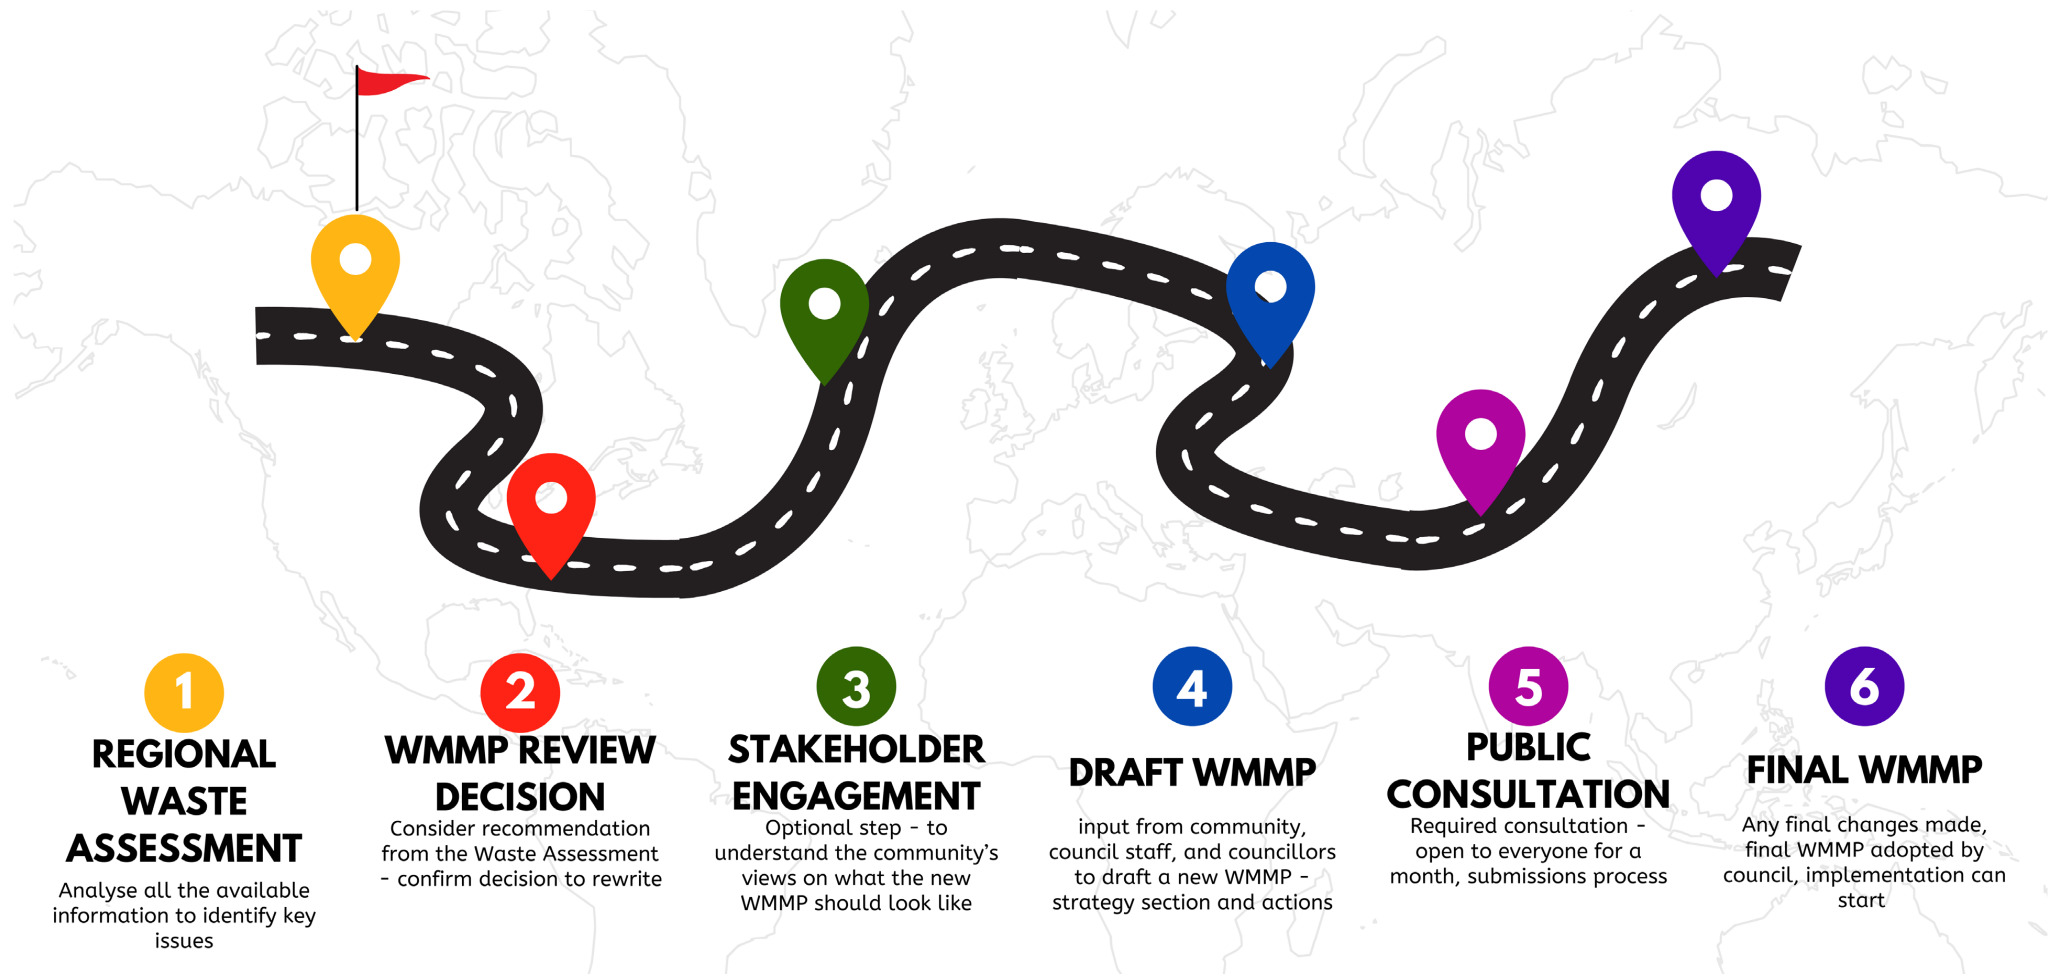 1
REGIONAL
WASTE
ASSESSMENT
Analyse all the available
information to identify key
issues
2
WMMP REVIEW
DECISION
Consider recommendation
from the Waste Assessment
- confirm decision to rewrite
3
STAKEHOLDER
ENGAGEMENT
Optional step - to
understand the community's
views on what the new
WMMP should look like
4
DRAFT WMMP
input from community,
council staff, and councillors
to draft a new WMMP -
strategy section and actions
5
PUBLIC
CONSULTATION
Required consultation -
open to everyone for a
month, submissions process
6
FINAL WMMP
Any final changes made,
final WMMP adopted by
council, implementation can
start